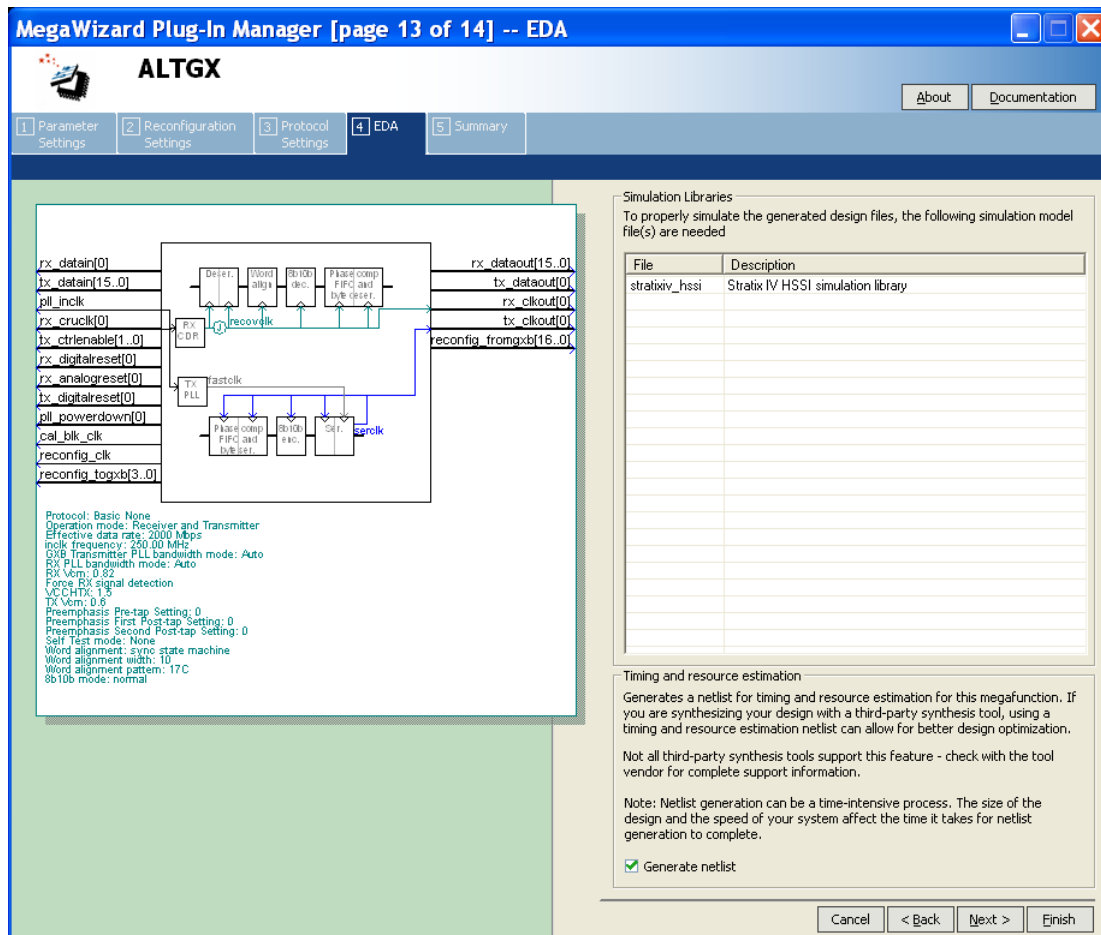 MegaWizard Plug-In Manager [page 13 of 14] -- EDA
ALTGX
About
Documentation
1 Parameter Settings
2 Reconfiguration Settings
3 Protocol Settings
4 EDA
5 Summary
rx_datain[0]
tx_datain[15..0]
pll_inclk
rx_cruclk[0]
tx_ctrlenable[1..0]
rx_digitalreset[0]
rx_analogreset[0]
tx_digitalreset[0]
pll_powerdown[0]
cal_blk_clk
reconfig_clk
reconfig_togxb[3..0]
Deser.
Word align
8b10b dec.
Phase comp FIFO and byte deser.
RX CDR
recovclk
TX PLL
fastclk
Phase comp FIFO and byte ser.
8b10b enc.
Ser.
serclk
rx_dataout[15..0]
tx_dataout[0]
rx_clkout[0]
tx_clkout[0]
reconfig_fromgxb[16..0]
Protocol: Basic None
Operation mode: Receiver and Transmitter
Effective data rate: 2000 Mbps
inclk frequency: 250.00 MHz
GXB Transmitter PLL bandwidth mode: Auto
RX PLL bandwidth mode: Auto
RX Vcm: 0.82
Force RX signal detection
VCCHTX: 1.5
TX Vcm: 0.6
Preemphasis Pre-tap Setting: 0
Preemphasis First Post-tap Setting: 0
Preemphasis Second Post-tap Setting: 0
Self Test mode: None
Word alignment: sync state machine
Word alignment width: 10
Word alignment pattern: 17C
8b10b mode: normal
Simulation Libraries
To properly simulate the generated design files, the following simulation model
file(s) are needed
File Description
stratixiv_hssi Stratix IV HSSI simulation library
Timing and resource estimation
Generates a netlist for timing and resource estimation for this megafunction. If
you are synthesizing your design with a third-party synthesis tool, using a
timing and resource estimation netlist can allow for better design optimization.
Not all third-party synthesis tools support this feature - check with the tool
vendor for complete support information.
Note: Netlist generation can be a time-intensive process. The size of the
design and the speed of your system affect the time it takes for netlist
generation to complete.
Generate netlist
Cancel
< Back
Next >
Finish